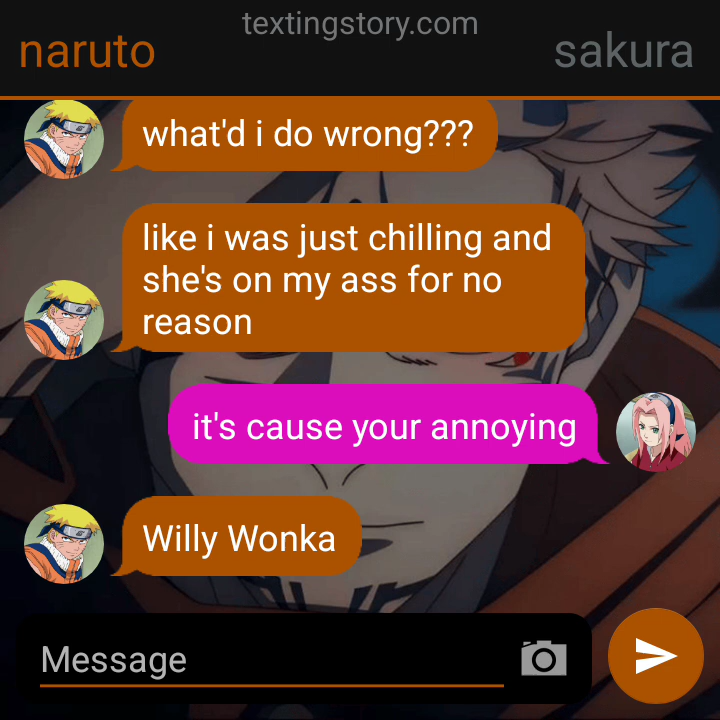 textingstory.com
naruto
sakura
what'd i do wrong???
like i was just chilling and
she's on my ass for no
reason
it's cause your annoying
Willy Wonka
Message